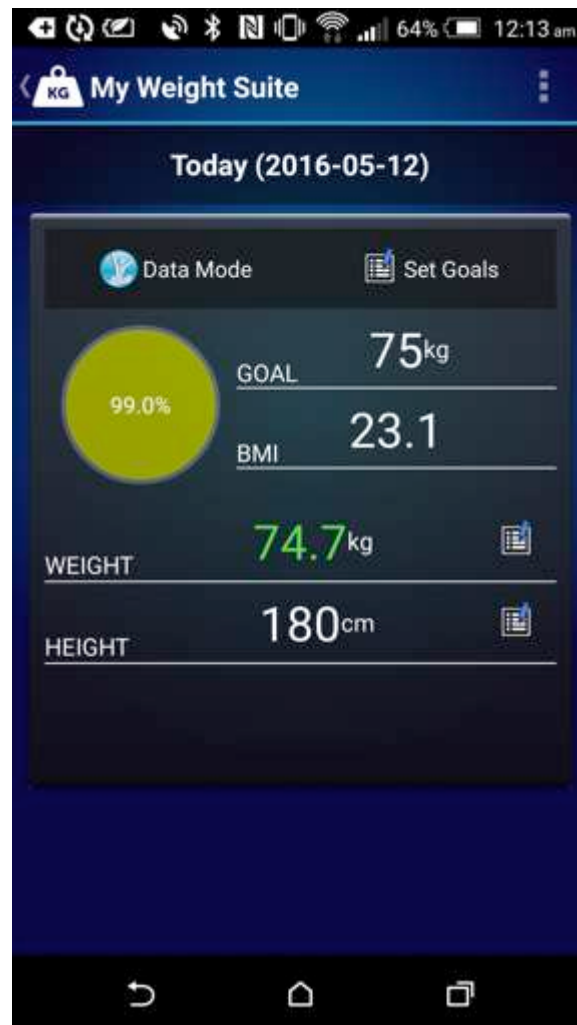 64% 12:13 am
KG My Weight Suite
Today (2016-05-12)
Data Mode Set Goals
99.0%
GOAL 75kg
BMI 23.1
WEIGHT 74.7kg
HEIGHT 180cm